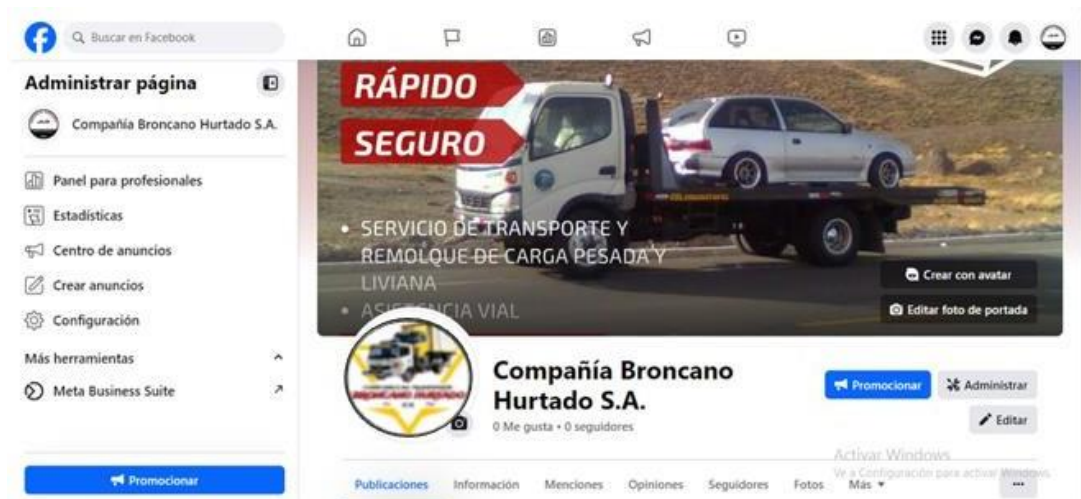 Buscar en Facebook
Administrar página
Compañía Broncano Hurtado S.A.
Panel para profesionales
Estadísticas
Centro de anuncios
Crear anuncios
Configuración
Más herramientas
Meta Business Suite
Promocionar
RÁPIDO
SEGURO
• SERVICIO DE TRANSPORTE Y
REMOLQUE DE CARGA PESADA Y
LIVIANA
• ASISTENCIA VIAL
Crear con avatar
Editar foto de portada
BRONCANO HURTADO
Compañía Broncano
Hurtado S.A.
0 Me gusta • 0 seguidores
Promocionar
Administrar
Editar
Activar Windows
Ve a Configuración para activar Windows.
Publicaciones Información Menciones Opiniones Seguidores Fotos Más